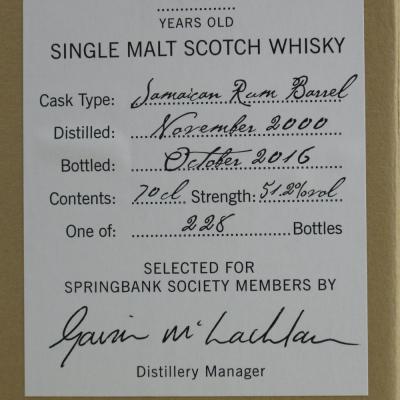 YEARS OLD
SINGLE MALT SCOTCH WHISKY
Cask Type: Jamaican Rum Barrel
Distilled: November 2000
Bottled: October 2016
Contents: 70cl Strength: 51.2%vol
One of: 228 Bottles
SELECTED FOR
SPRINGBANK SOCIETY MEMBERS BY
Gavin McLachlan
Distillery Manager